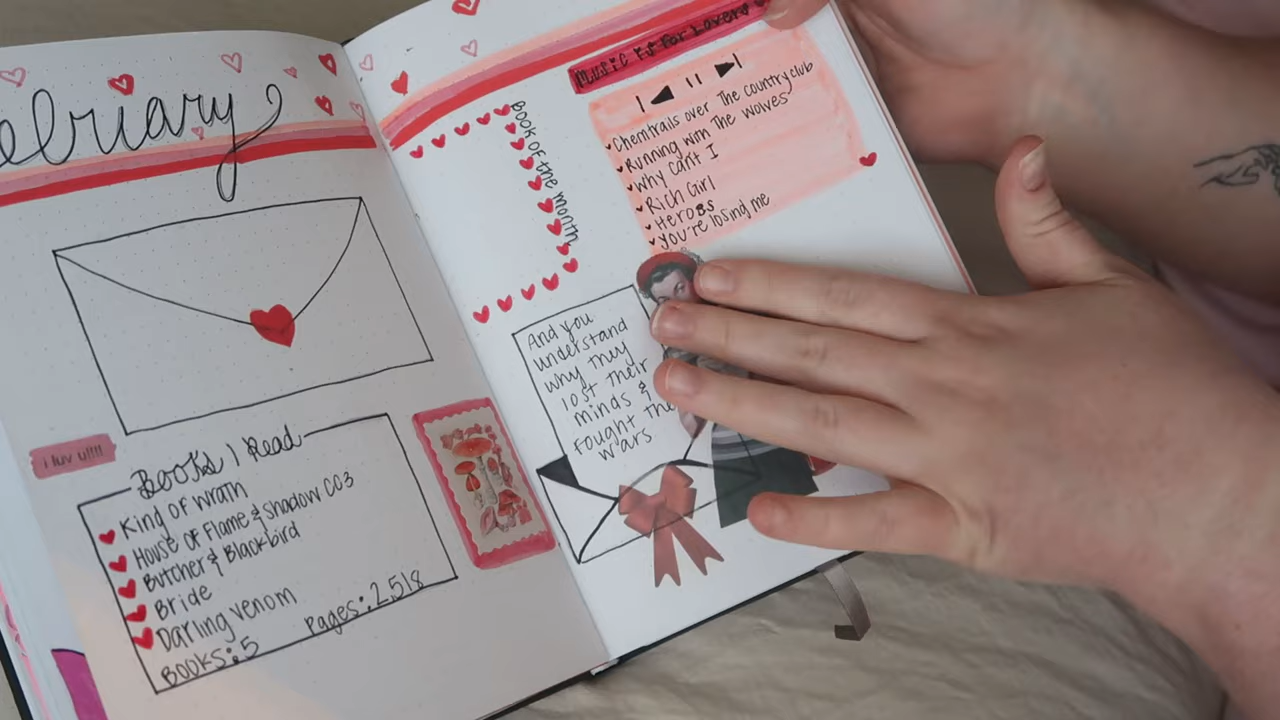 ebruary
i luv u!!!!
Books I Read
King of Wrath
House of Flame & Shadow CC3
Butcher & Blackbird
Bride
Darling Venom
Books: 5 Pages: 2,518
Book of the month
Music is for Lovers
Chemtrails over The country club
Running with The wolves
Why can't I
Rich Girl
Heroes
You're losing me
And you
understand
why they
lost their
minds &
fought the
wars